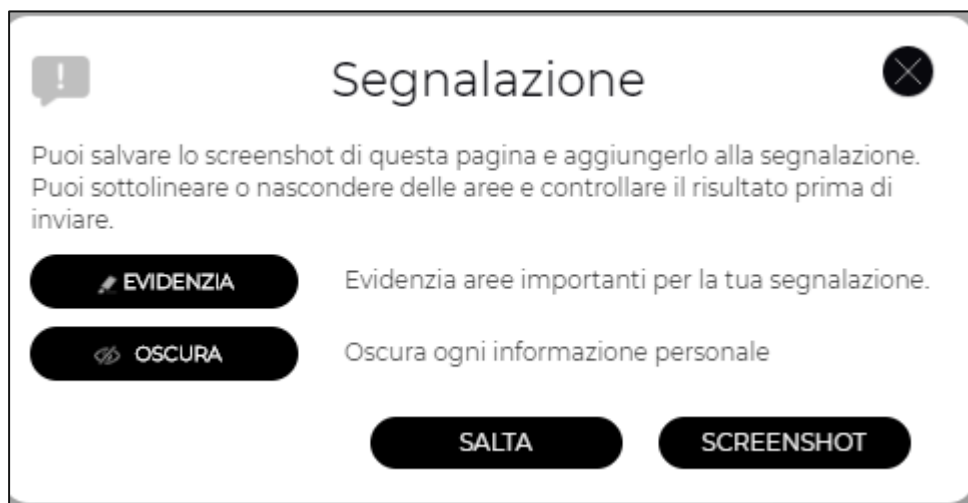 Segnalazione
Puoi salvare lo screenshot di questa pagina e aggiungerlo alla segnalazione.
Puoi sottolineare o nascondere delle aree e controllare il risultato prima di
inviare.
EVIDENZIA Evidenzia aree importanti per la tua segnalazione.
OSCURA Oscura ogni informazione personale
SALTA SCREENSHOT